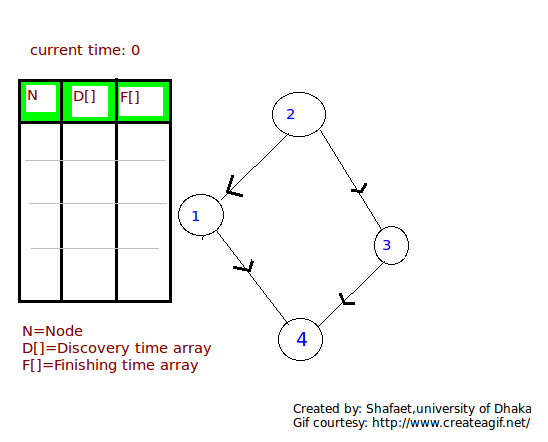 current time: 0
N D[] F[]
2
1
3
4
N=Node
D[]=Discovery time array
F[]=Finishing time array
Created by: Shafaet,university of Dhaka
Gif courtesy: http://www.createagif.net/